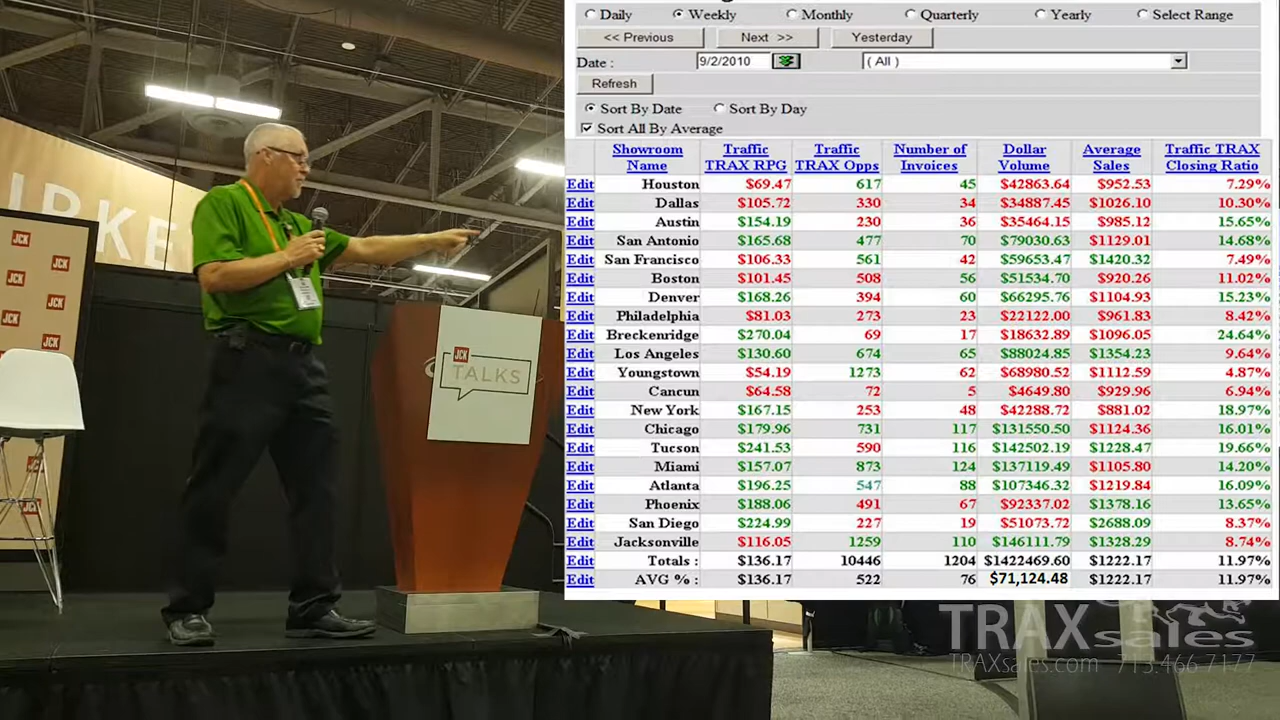 Daily Weekly Monthly Quarterly Yearly Select Range
<< Previous Next >> Yesterday
Date : 9/2/2010 ( All )
Refresh
Sort By Date Sort By Day
Sort All By Average
Showroom Name Traffic TRAX RPG Traffic TRAX Opps Number of Invoices Dollar Volume Average Sales Traffic TRAX Closing Ratio
Edit Houston $69.47 617 45 $42863.64 $952.53 7.29%
Edit Dallas $105.72 330 34 $34887.45 $1026.10 10.30%
Edit Austin $154.19 230 36 $35464.15 $985.12 15.65%
Edit San Antonio $165.68 477 70 $79030.63 $1129.01 14.68%
Edit San Francisco $106.33 561 42 $59653.47 $1420.32 7.49%
Edit Boston $101.45 508 56 $51534.70 $920.26 11.02%
Edit Denver $168.26 394 60 $66295.76 $1104.93 15.23%
Edit Philadelphia $81.03 273 23 $22122.00 $961.83 8.42%
Edit Breckenridge $270.04 69 17 $18632.89 $1096.05 24.64%
Edit Los Angeles $130.60 674 65 $88024.85 $1354.23 9.64%
Edit Youngstown $54.19 1273 62 $68980.52 $1112.59 4.87%
Edit Cancun $64.58 72 5 $4649.80 $929.96 6.94%
Edit New York $167.15 253 48 $42288.72 $881.02 18.97%
Edit Chicago $179.96 731 117 $131550.50 $1124.36 16.01%
Edit Tucson $241.53 590 116 $142502.19 $1228.47 19.66%
Edit Miami $157.07 873 124 $137119.49 $1105.80 14.20%
Edit Atlanta $196.25 547 88 $107346.32 $1219.84 16.09%
Edit Phoenix $188.06 491 67 $92337.02 $1378.16 13.65%
Edit San Diego $224.99 227 19 $51073.72 $2688.09 8.37%
Edit Jacksonville $116.05 1259 110 $146111.79 $1328.29 8.74%
Edit Totals : $136.17 10446 1204 $1422469.60 $1222.17 11.97%
Edit AVG % : $136.17 522 76 $71,124.48 $1222.17 11.97%
JCK
JCK
JCK
JCK
JCK
JCK
JCK
JCK
JCK
TALKS
TRAXsales
TRAXsales.com 713.466.7177